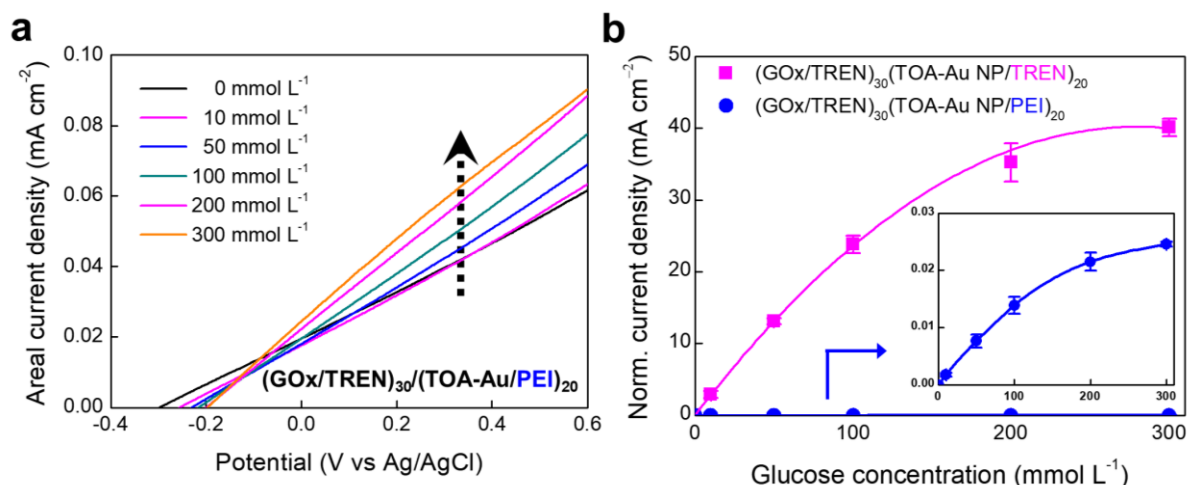 a
0.10
0.08
0.06
0.04
0.02
0.00
Areal current density (mA cm⁻²)
0 mmol L⁻¹
10 mmol L⁻¹
50 mmol L⁻¹
100 mmol L⁻¹
200 mmol L⁻¹
300 mmol L⁻¹
(GOx/TREN)₃₀/(TOA-Au/PEI)₂₀
-0.4 -0.2 0.0 0.2 0.4 0.6
Potential (V vs Ag/AgCl)
b
50
40
30
20
10
0
Norm. current density (mA cm⁻²)
(GOx/TREN)₃₀(TOA-Au NP/TREN)₂₀
(GOx/TREN)₃₀(TOA-Au NP/PEI)₂₀
0.03
0.02
0.01
0.00
0 100 200 300
0 100 200 300
Glucose concentration (mmol L⁻¹)